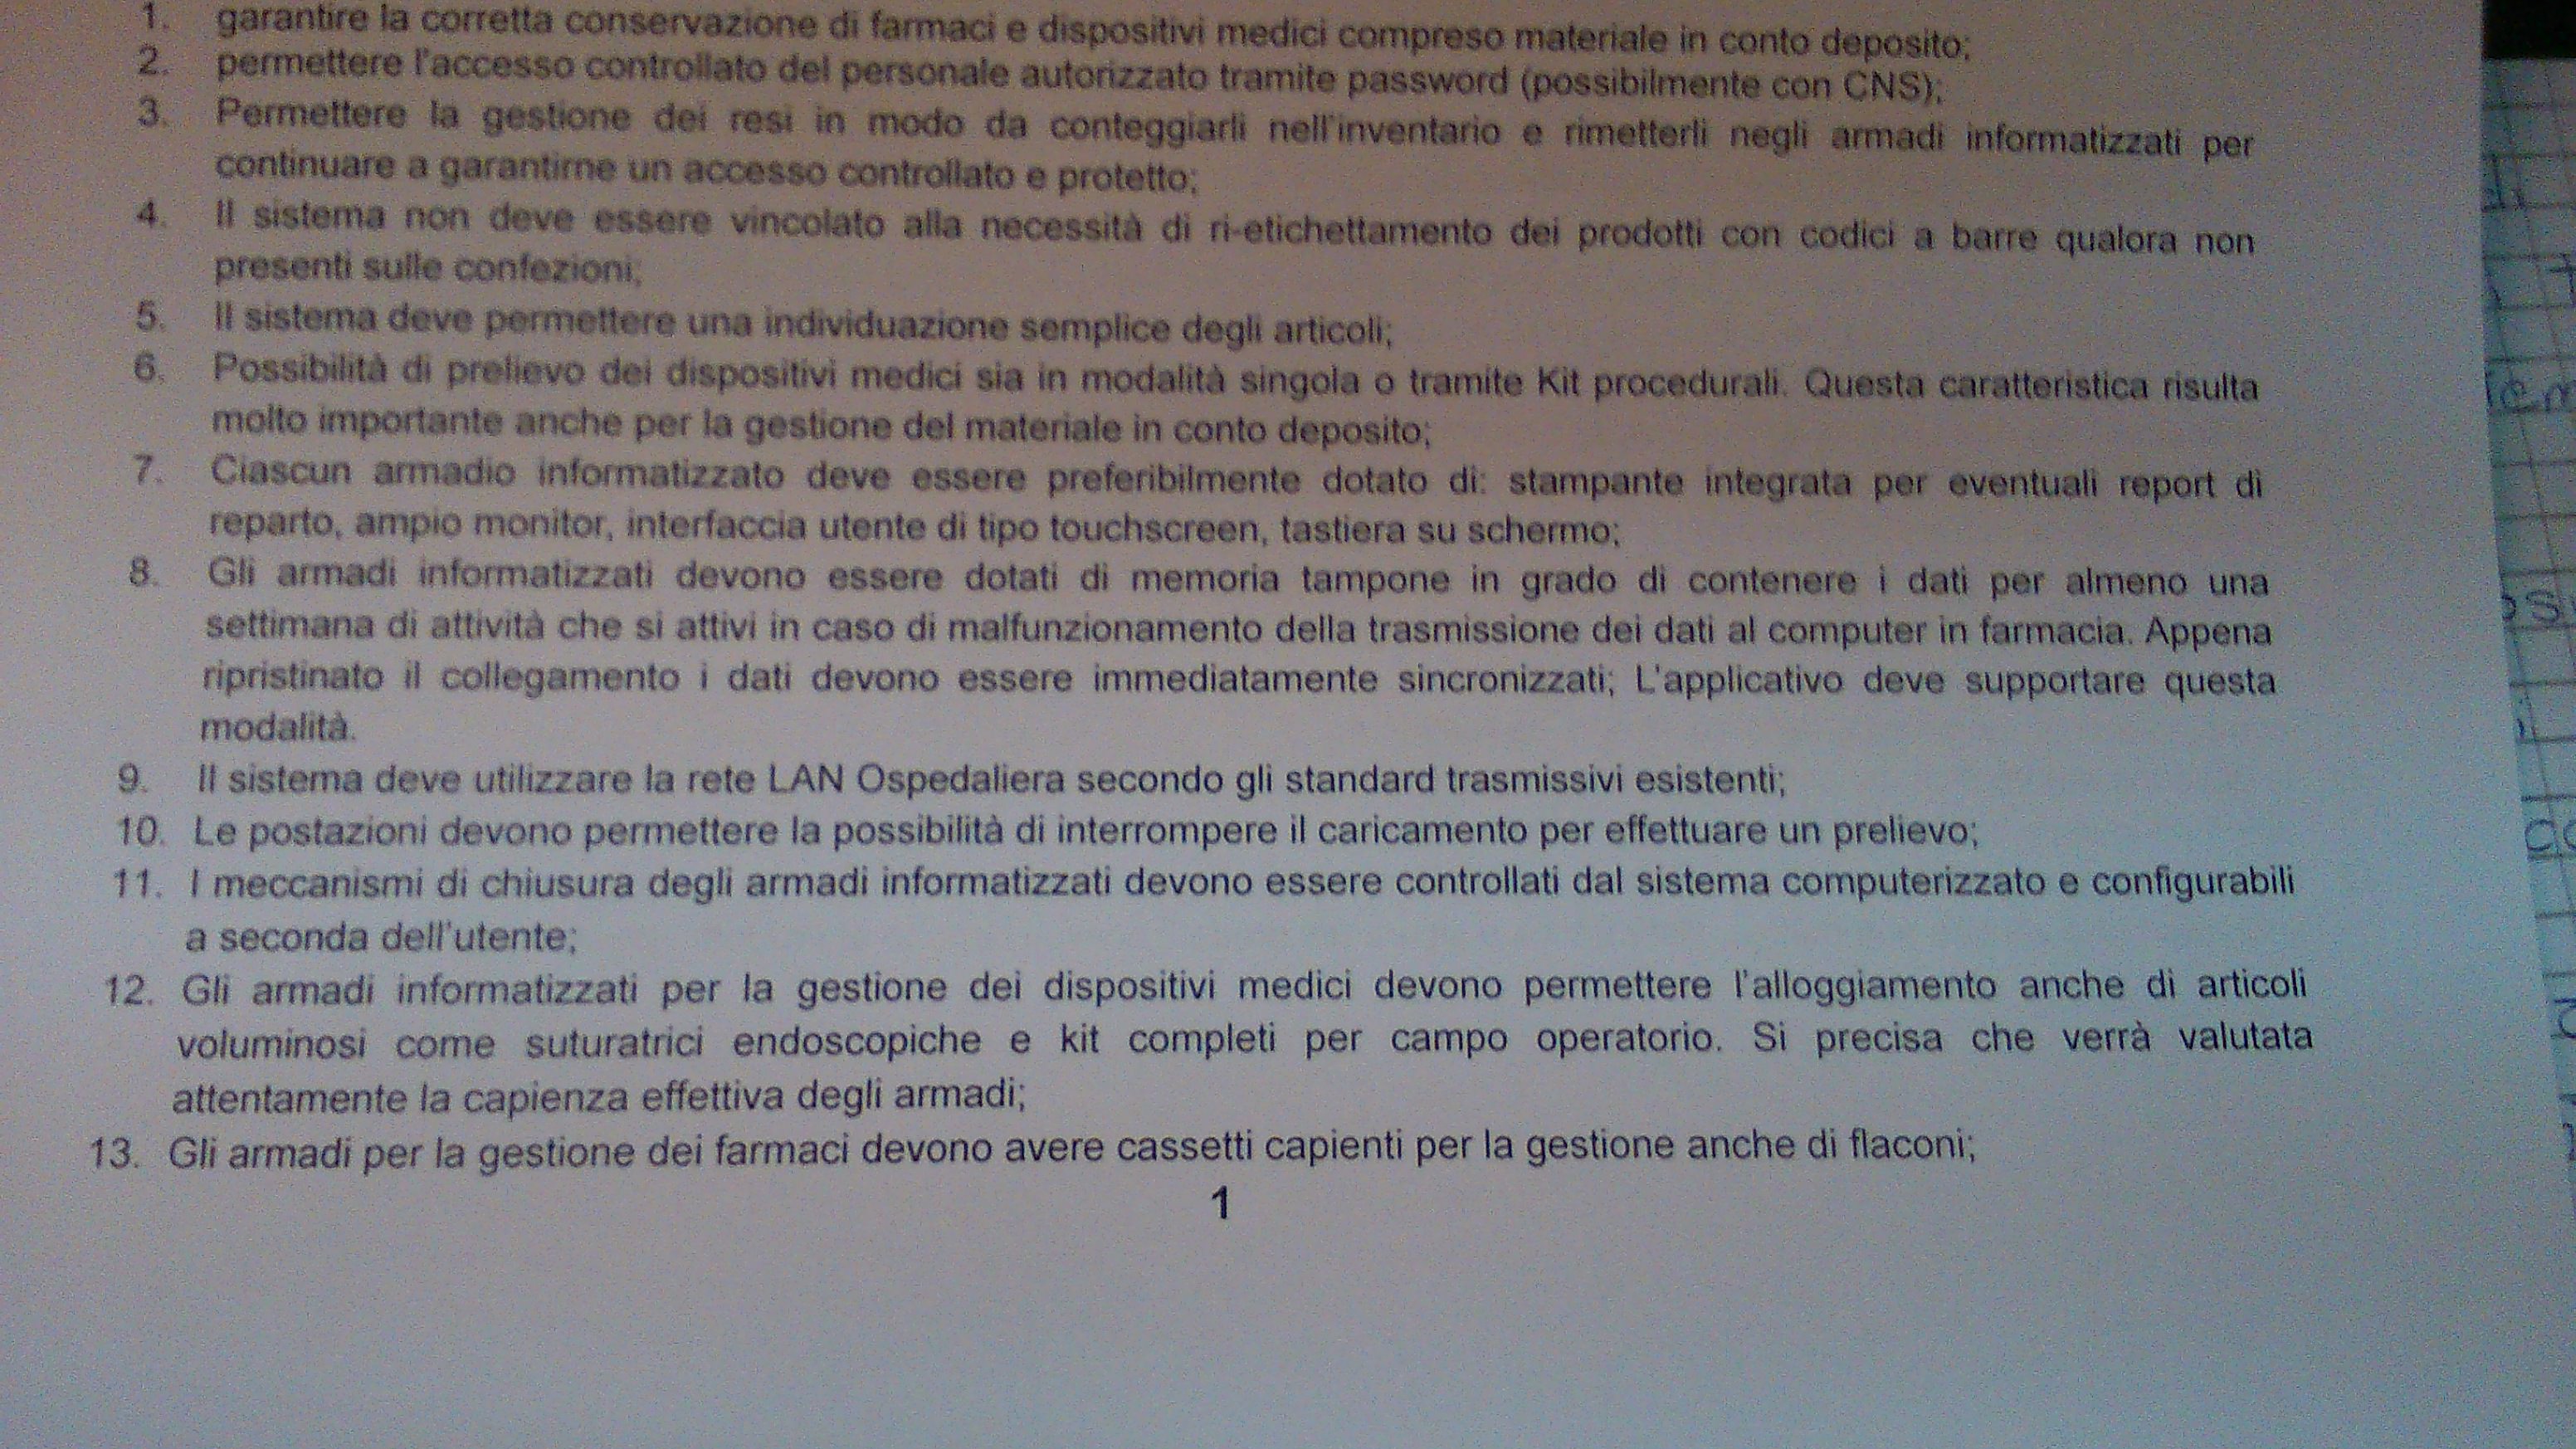 1. garantire la corretta conservazione di farmaci e dispositivi medici compreso materiale in conto deposito;
2. permettere l'accesso controllato del personale autorizzato tramite password (possibilmente con CNS);
3. Permettere la gestione dei resi in modo da conteggiarli nell'inventario e rimetterli negli armadi informatizzati per
continuare a garantirne un accesso controllato e protetto;
4. Il sistema non deve essere vincolato alla necessità di ri-etichettamento dei prodotti con codici a barre qualora non
presenti sulle confezioni;
5. Il sistema deve permettere una individuazione semplice degli articoli;
6. Possibilità di prelievo dei dispositivi medici sia in modalità singola o tramite Kit procedurali. Questa caratteristica risulta
molto importante anche per la gestione del materiale in conto deposito;
7. Ciascun armadio informatizzato deve essere preferibilmente dotato di: stampante integrata per eventuali report di
reparto, ampio monitor, interfaccia utente di tipo touchscreen, tastiera su schermo;
8. Gli armadi informatizzati devono essere dotati di memoria tampone in grado di contenere i dati per almeno una
settimana di attività che si attivi in caso di malfunzionamento della trasmissione dei dati al computer in farmacia. Appena
ripristinato il collegamento i dati devono essere immediatamente sincronizzati; L'applicativo deve supportare questa
modalità.
9. Il sistema deve utilizzare la rete LAN Ospedaliera secondo gli standard trasmissivi esistenti;
10. Le postazioni devono permettere la possibilità di interrompere il caricamento per effettuare un prelievo;
11. I meccanismi di chiusura degli armadi informatizzati devono essere controllati dal sistema computerizzato e configurabili
a seconda dell'utente;
12. Gli armadi informatizzati per la gestione dei dispositivi medici devono permettere l'alloggiamento anche di articoli
voluminosi come suturatrici endoscopiche e kit completi per campo operatorio. Si precisa che verrà valutata
attentamente la capienza effettiva degli armadi;
13. Gli armadi per la gestione dei farmaci devono avere cassetti capienti per la gestione anche di flaconi;
1